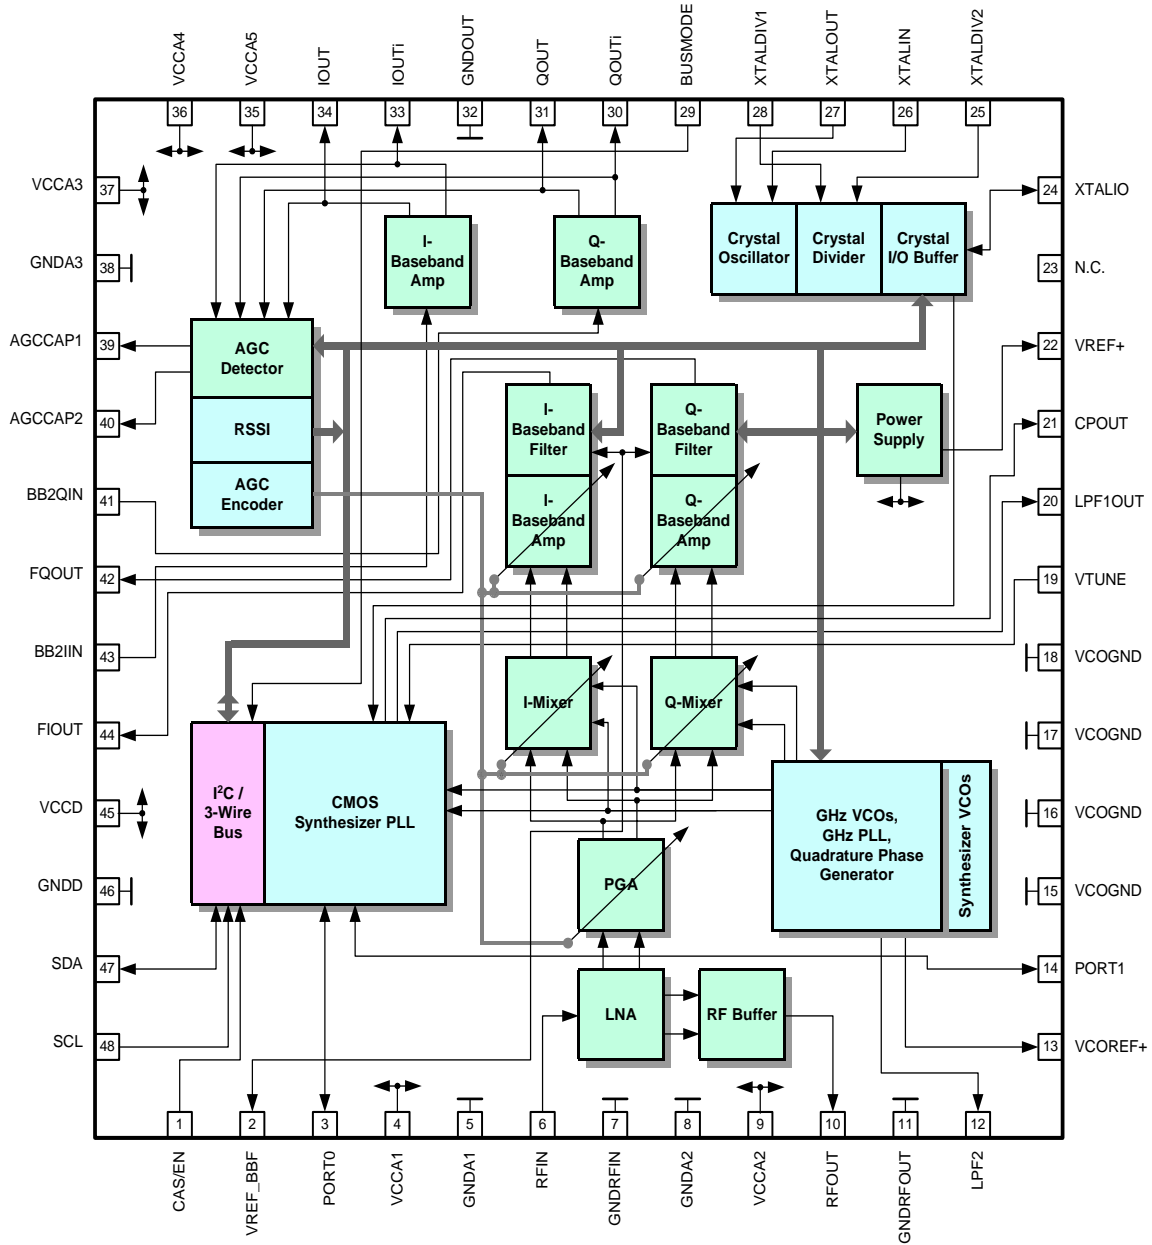 VCCA4
VCCA5
IOUT
IOUTi
GNDOUT
QOUT
QOUTi
BUSMODE
XTALDIV1
XTALOUT
XTALIN
XTALDIV2
36
35
34
33
32
31
30
29
28
27
26
25
VCCA3
37
24
XTALIO
GNDA3
38
23
N.C.
AGCCAP1
39
22
VREF+
AGCCAP2
40
21
CPOUT
BB2QIN
41
20
LPF1OUT
FQOUT
42
19
VTUNE
BB2IIN
43
18
VCOGND
FIOUT
44
17
VCOGND
VCCD
45
16
VCOGND
GNDD
46
15
VCOGND
SDA
47
14
PORT1
SCL
48
13
VCOREF+
I-
Baseband
Amp
Q-
Baseband
Amp
Crystal
Oscillator
Crystal
Divider
Crystal
I/O Buffer
AGC
Detector
RSSI
AGC
Encoder
I-
Baseband
Filter
I-
Baseband
Amp
Q-
Baseband
Filter
Q-
Baseband
Amp
Power
Supply
I-Mixer
Q-Mixer
I²C /
3-Wire
Bus
CMOS
Synthesizer PLL
GHz VCOs,
GHz PLL,
Quadrature Phase
Generator
Synthesizer VCOs
PGA
LNA
RF Buffer
1
2
3
4
5
6
7
8
9
10
11
12
CAS/EN
VREF_BBF
PORT0
VCCA1
GNDA1
RFIN
GNDRFIN
GNDA2
VCCA2
RFOUT
GNDRFOUT
LPF2